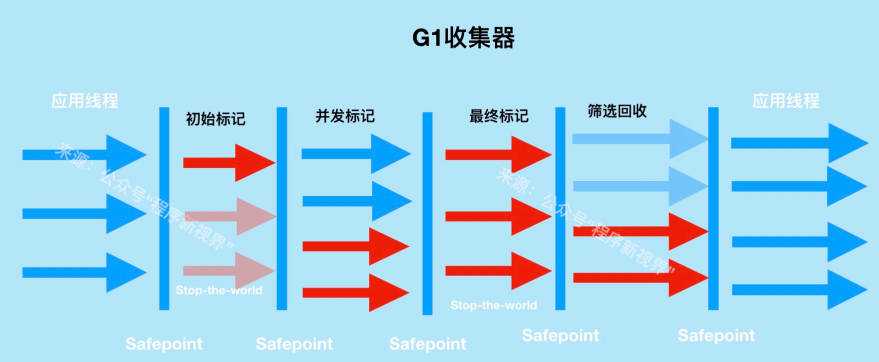 G1收集器
应用线程
初始标记
并发标记
最终标记
筛选回收
应用线程
来源：公众号“程序新视界”
来源：公众号“程序新视界”
Stop-the-world
Stop-the-world
Safepoint
Safepoint
Safepoint
Safepoint
Safepoint